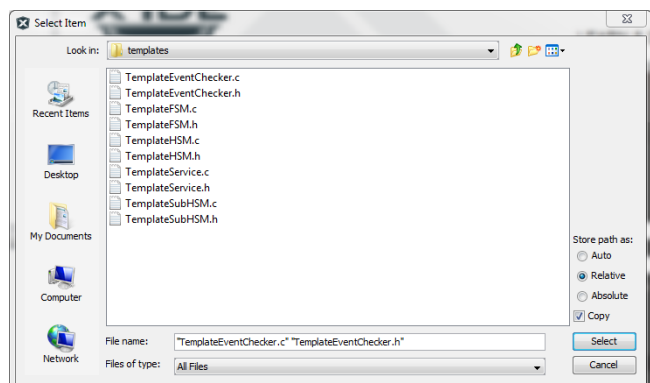 Select Item
Look in:
templates
Recent Items
Desktop
My Documents
Computer
Network
TemplateEventChecker.c
TemplateEventChecker.h
TemplateFSM.c
TemplateFSM.h
TemplateHSM.c
TemplateHSM.h
TemplateService.c
TemplateService.h
TemplateSubHSM.c
TemplateSubHSM.h
Store path as:
Auto
Relative
Absolute
Copy
File name:
"TemplateEventChecker.c" "TemplateEventChecker.h"
Select
Files of type:
All Files
Cancel